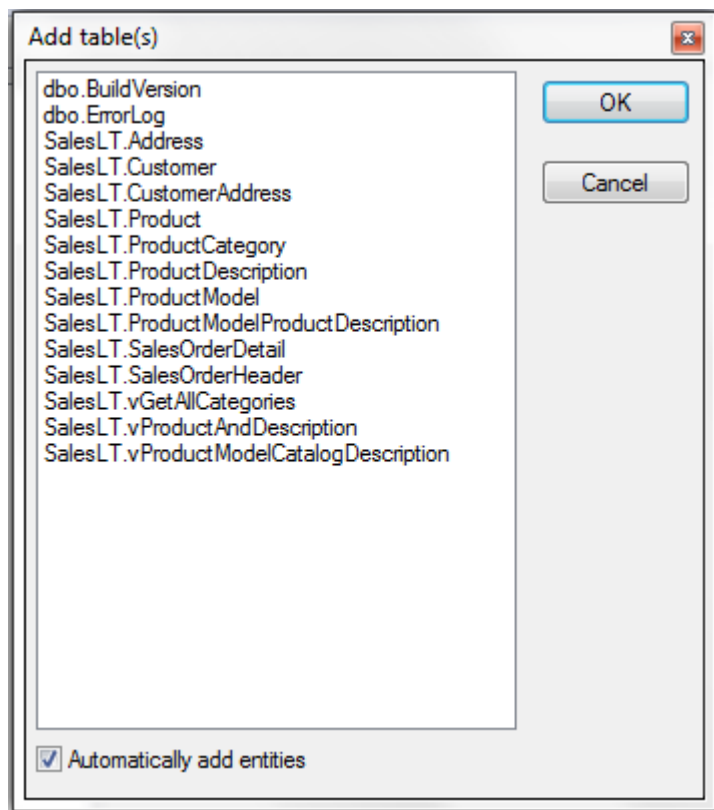 Add table(s)
dbo.BuildVersion
dbo.ErrorLog
SalesLT.Address
SalesLT.Customer
SalesLT.CustomerAddress
SalesLT.Product
SalesLT.ProductCategory
SalesLT.ProductDescription
SalesLT.ProductModel
SalesLT.ProductModelProductDescription
SalesLT.SalesOrderDetail
SalesLT.SalesOrderHeader
SalesLT.vGetAllCategories
SalesLT.vProductAndDescription
SalesLT.vProductModelCatalogDescription
OK
Cancel
Automatically add entities